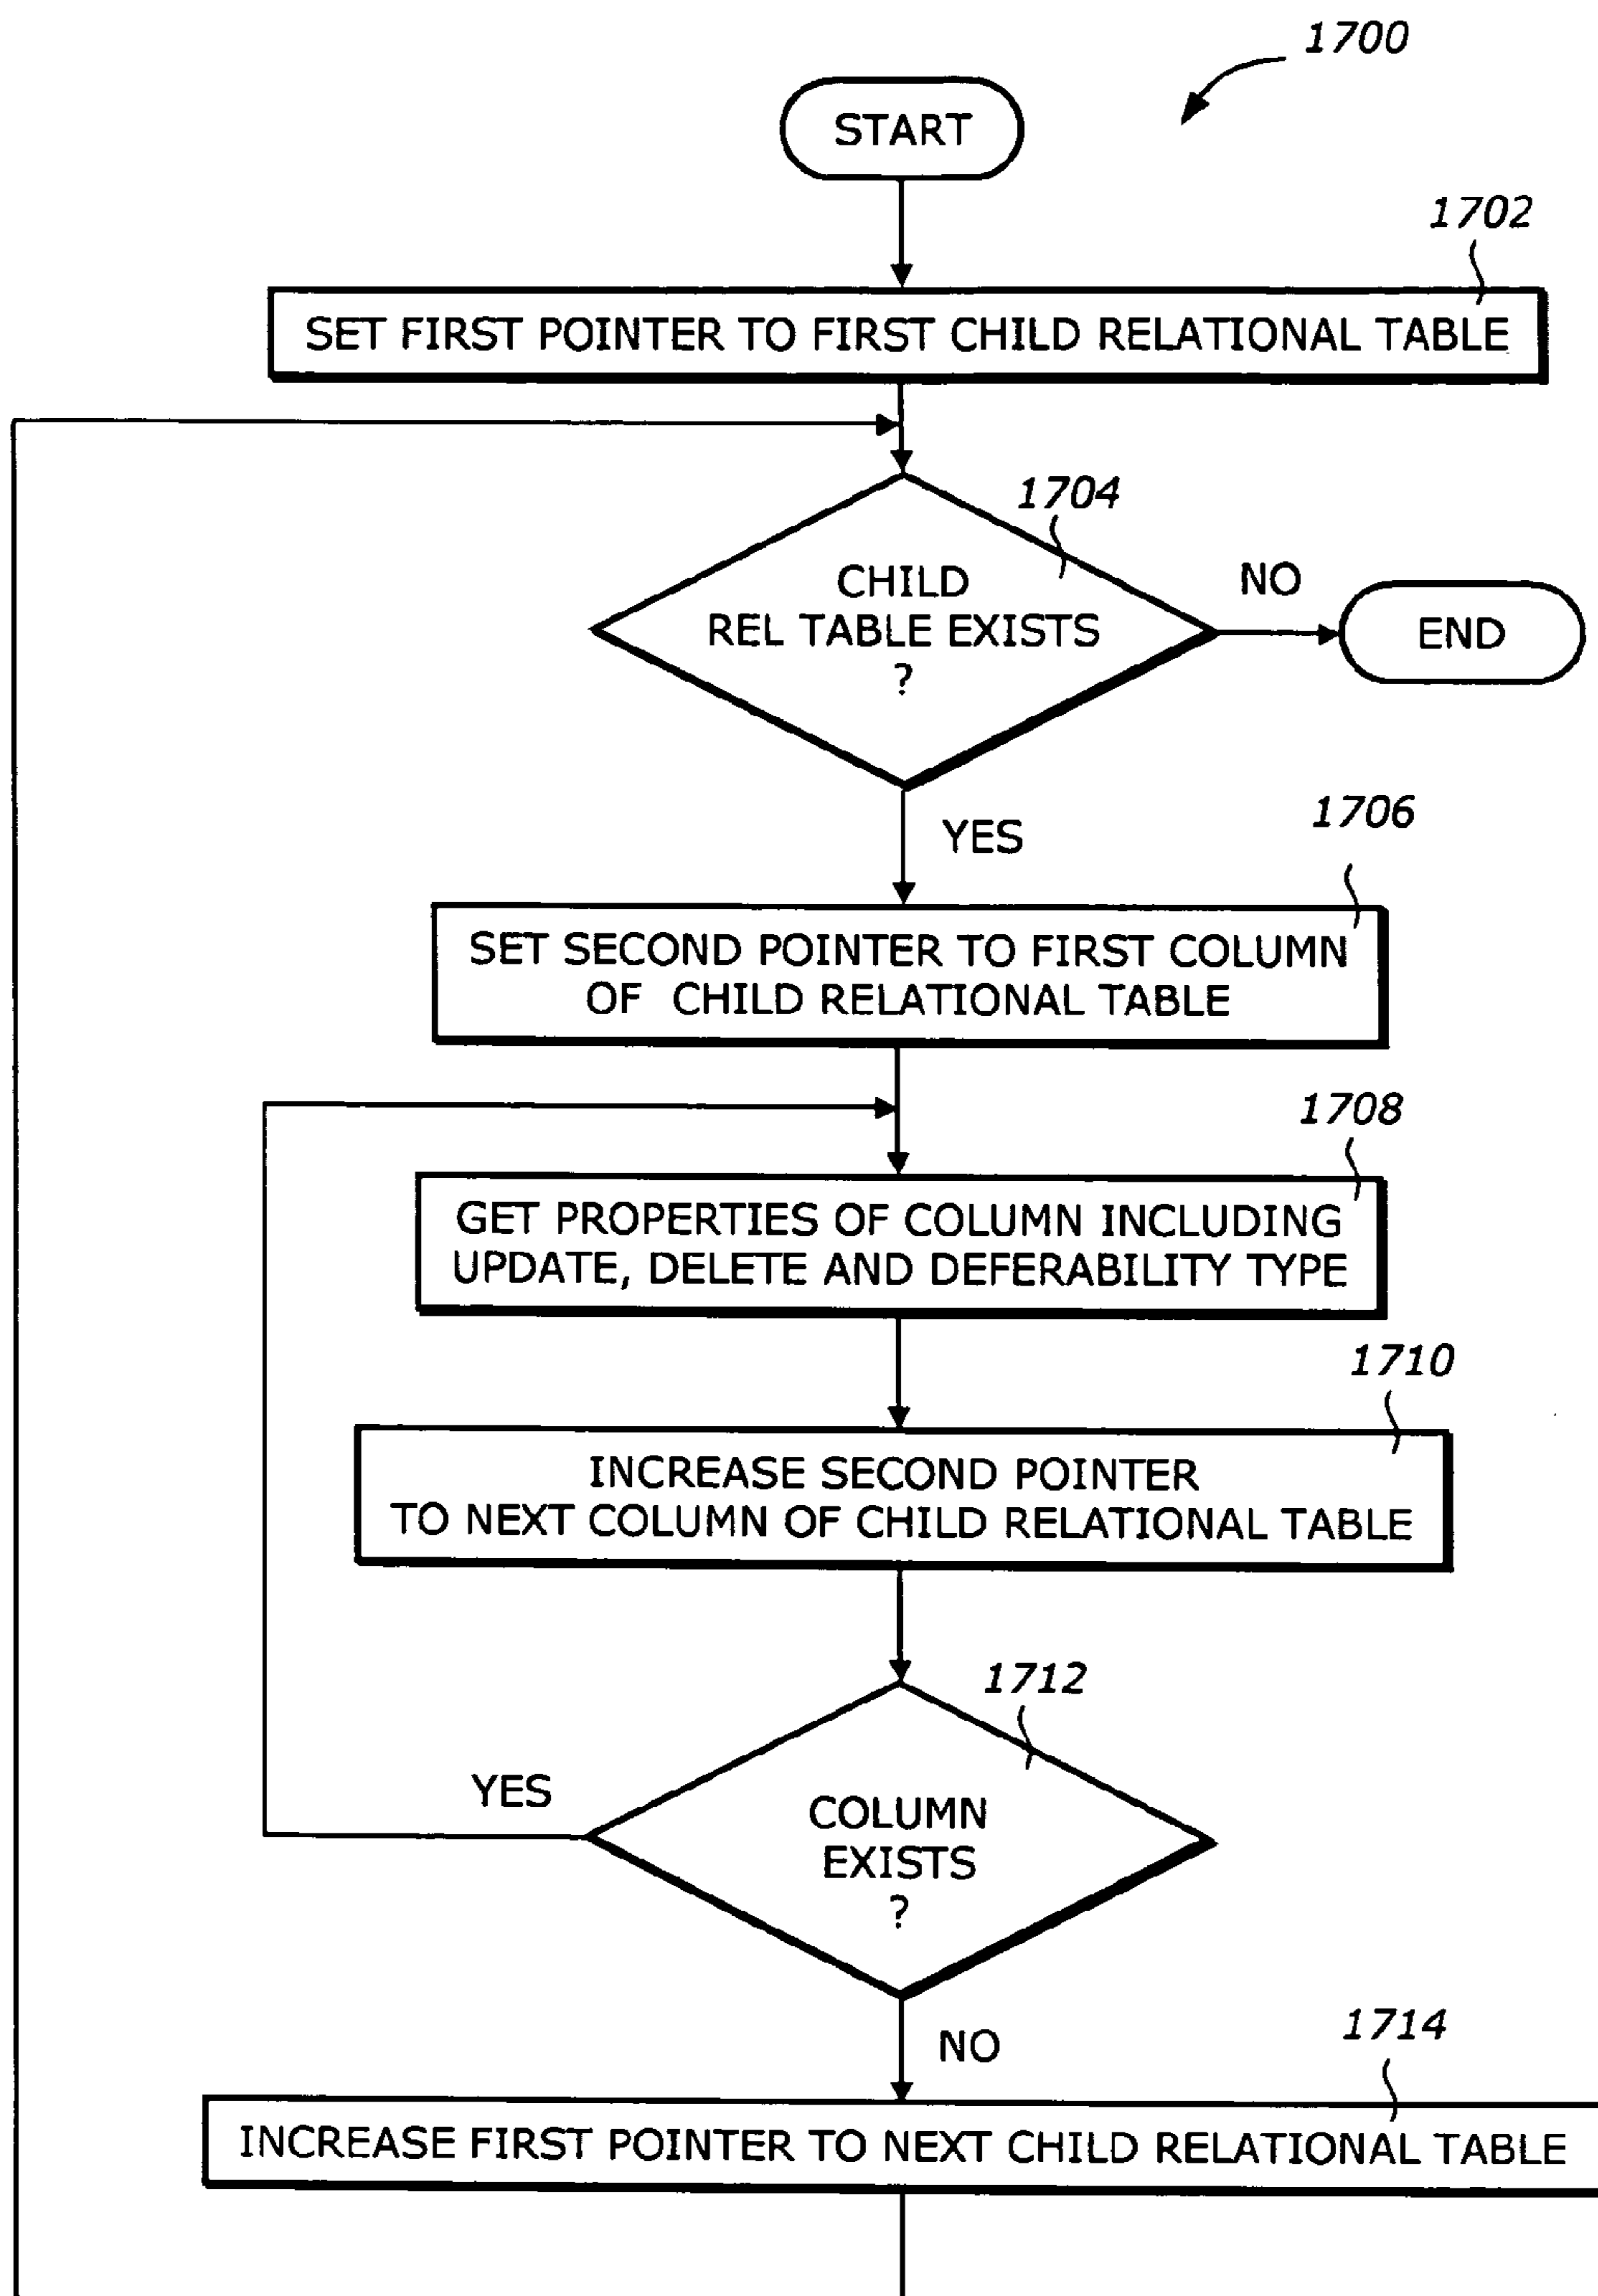 1700
START
1702
SET FIRST POINTER TO FIRST CHILD RELATIONAL TABLE
1704
CHILD
REL TABLE EXISTS
?
NO
END
YES
1706
SET SECOND POINTER TO FIRST COLUMN
OF CHILD RELATIONAL TABLE
1708
GET PROPERTIES OF COLUMN INCLUDING
UPDATE, DELETE AND DEFERABILITY TYPE
1710
INCREASE SECOND POINTER
TO NEXT COLUMN OF CHILD RELATIONAL TABLE
1712
YES
COLUMN
EXISTS
?
NO
1714
INCREASE FIRST POINTER TO NEXT CHILD RELATIONAL TABLE